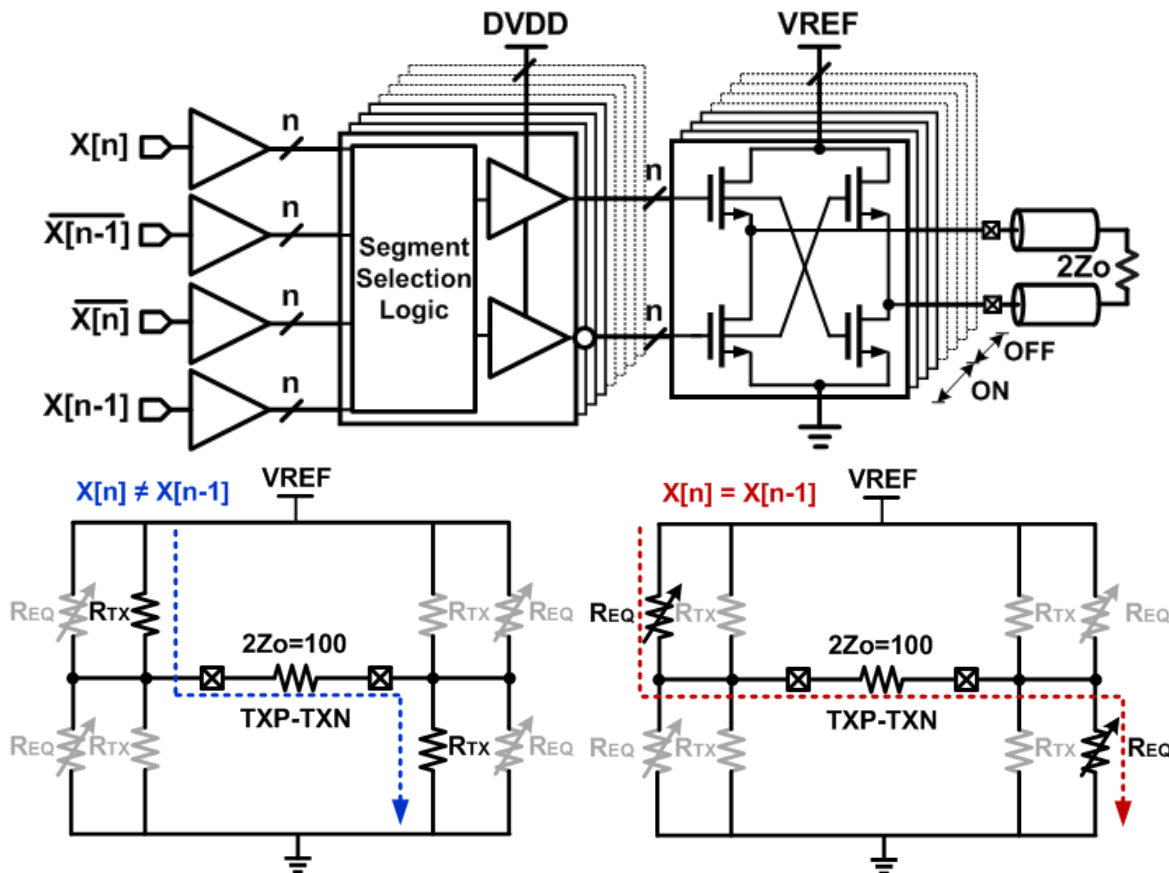 DVDD
VREF
X[n]
n
n
X[n-1]
n
Segment
Selection
Logic
2Zo
X[n]
n
n
OFF
X[n-1]
n
ON
X[n] ≠ X[n-1]
VREF
REQ
RTX
RTX
REQ
2Zo=100
TXP-TXN
REQ
RTX
RTX
REQ
X[n] = X[n-1]
VREF
REQ
RTX
RTX
REQ
2Zo=100
TXP-TXN
REQ
RTX
RTX
REQ